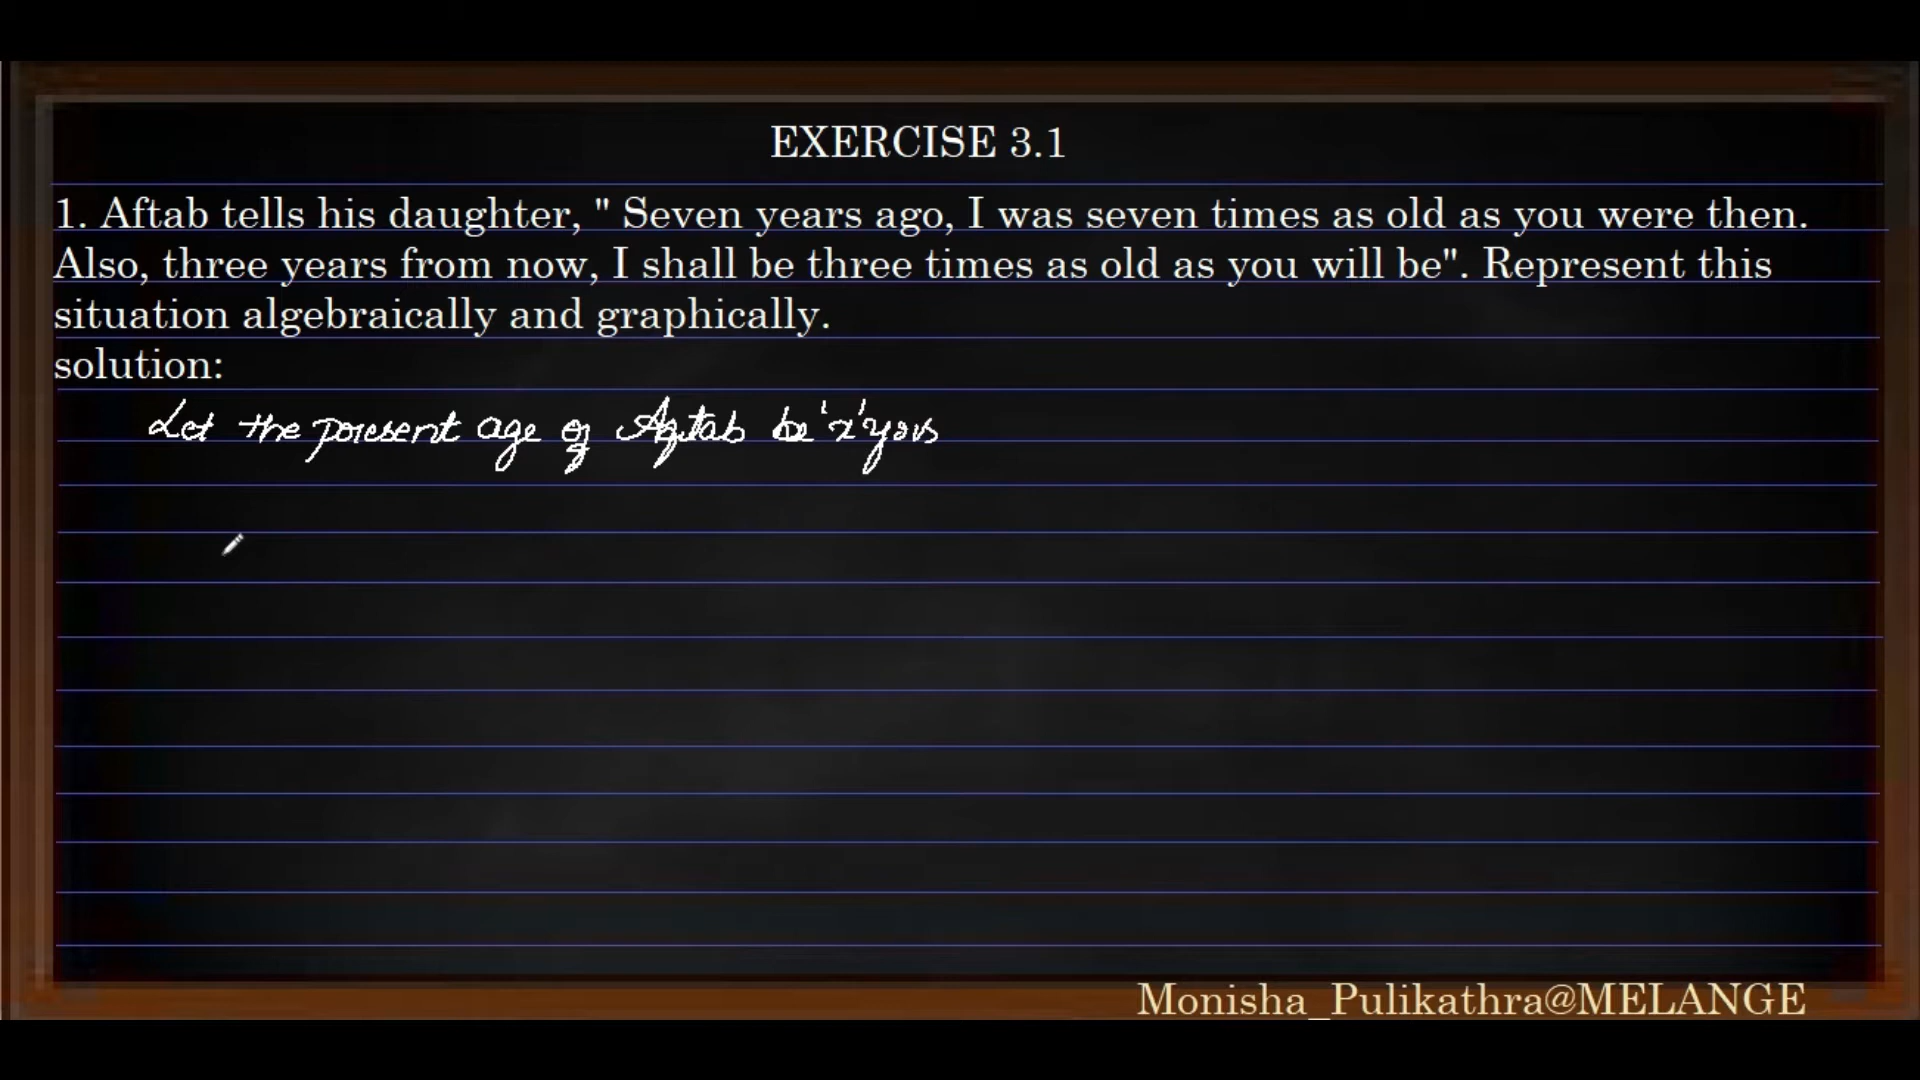 EXERCISE 3.1
1. Aftab tells his daughter, " Seven years ago, I was seven times as old as you were then.
Also, three years from now, I shall be three times as old as you will be". Represent this
situation algebraically and graphically.
solution:
Let the present age of Aftab be 'x' yrs
Monisha_Pulikathra@MELANGE